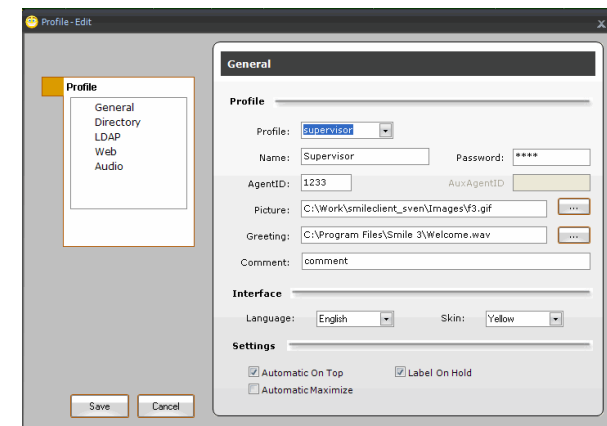 Profile - Edit x
Profile
General
Directory
LDAP
Web
Audio
Save Cancel
General
Profile
Profile: supervisor
Name: Supervisor Password: ****
AgentID: 1233 AuxAgentID
Picture: C:\Work\smileclient_sven\Images\f3.gif ...
Greeting: C:\Program Files\Smile 3\Welcome.wav ...
Comment: comment
Interface
Language: English Skin: Yellow
Settings
Automatic On Top Label On Hold
Automatic Maximize